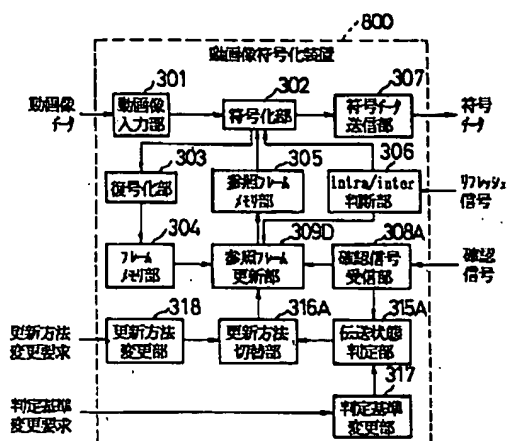 800
動画像符号化装置
301
302
307
動画像
データ
動画像
入力部
符号化部
符号データ
送信部
符号
データ
303
305
306
復号化部
参照フレーム
メモリ部
intra/inter
判断部
リフレッシュ
信号
304
309D
308A
フレーム
メモリ部
参照フレーム
更新部
確認信号
受信部
確認
信号
318
316A
315A
更新方法
変更要求
更新方法
変更部
更新方法
切替部
伝送状態
判定部
317
判定基準
変更要求
判定基準
変更部